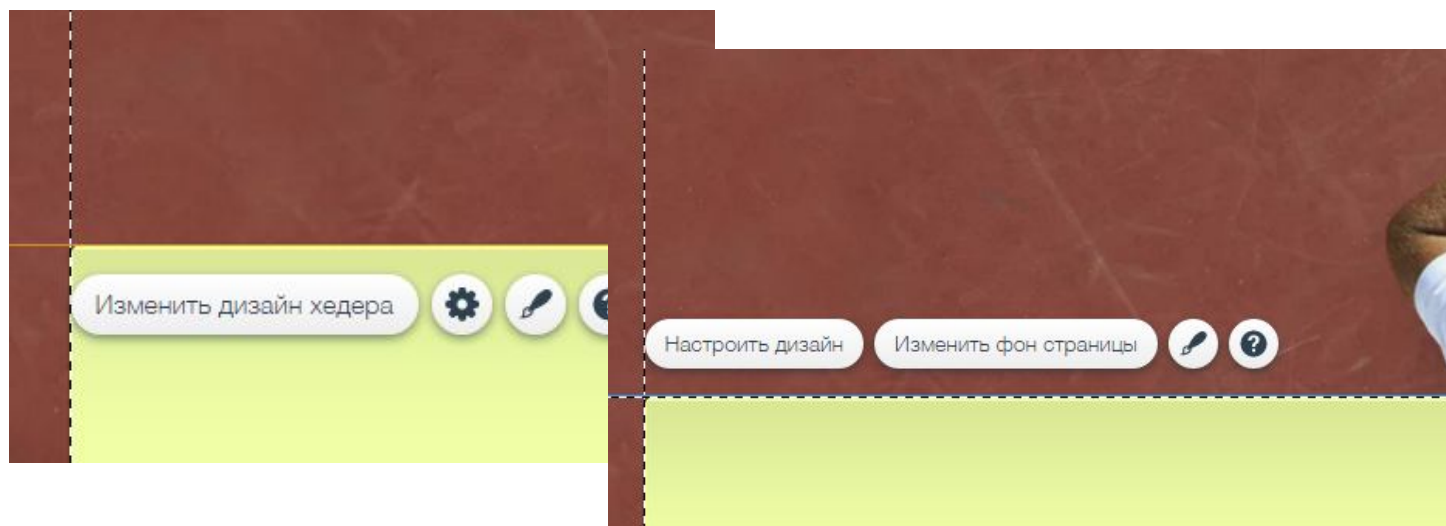 Изменить дизайн хедера
Настроить дизайн
Изменить фон страницы
?